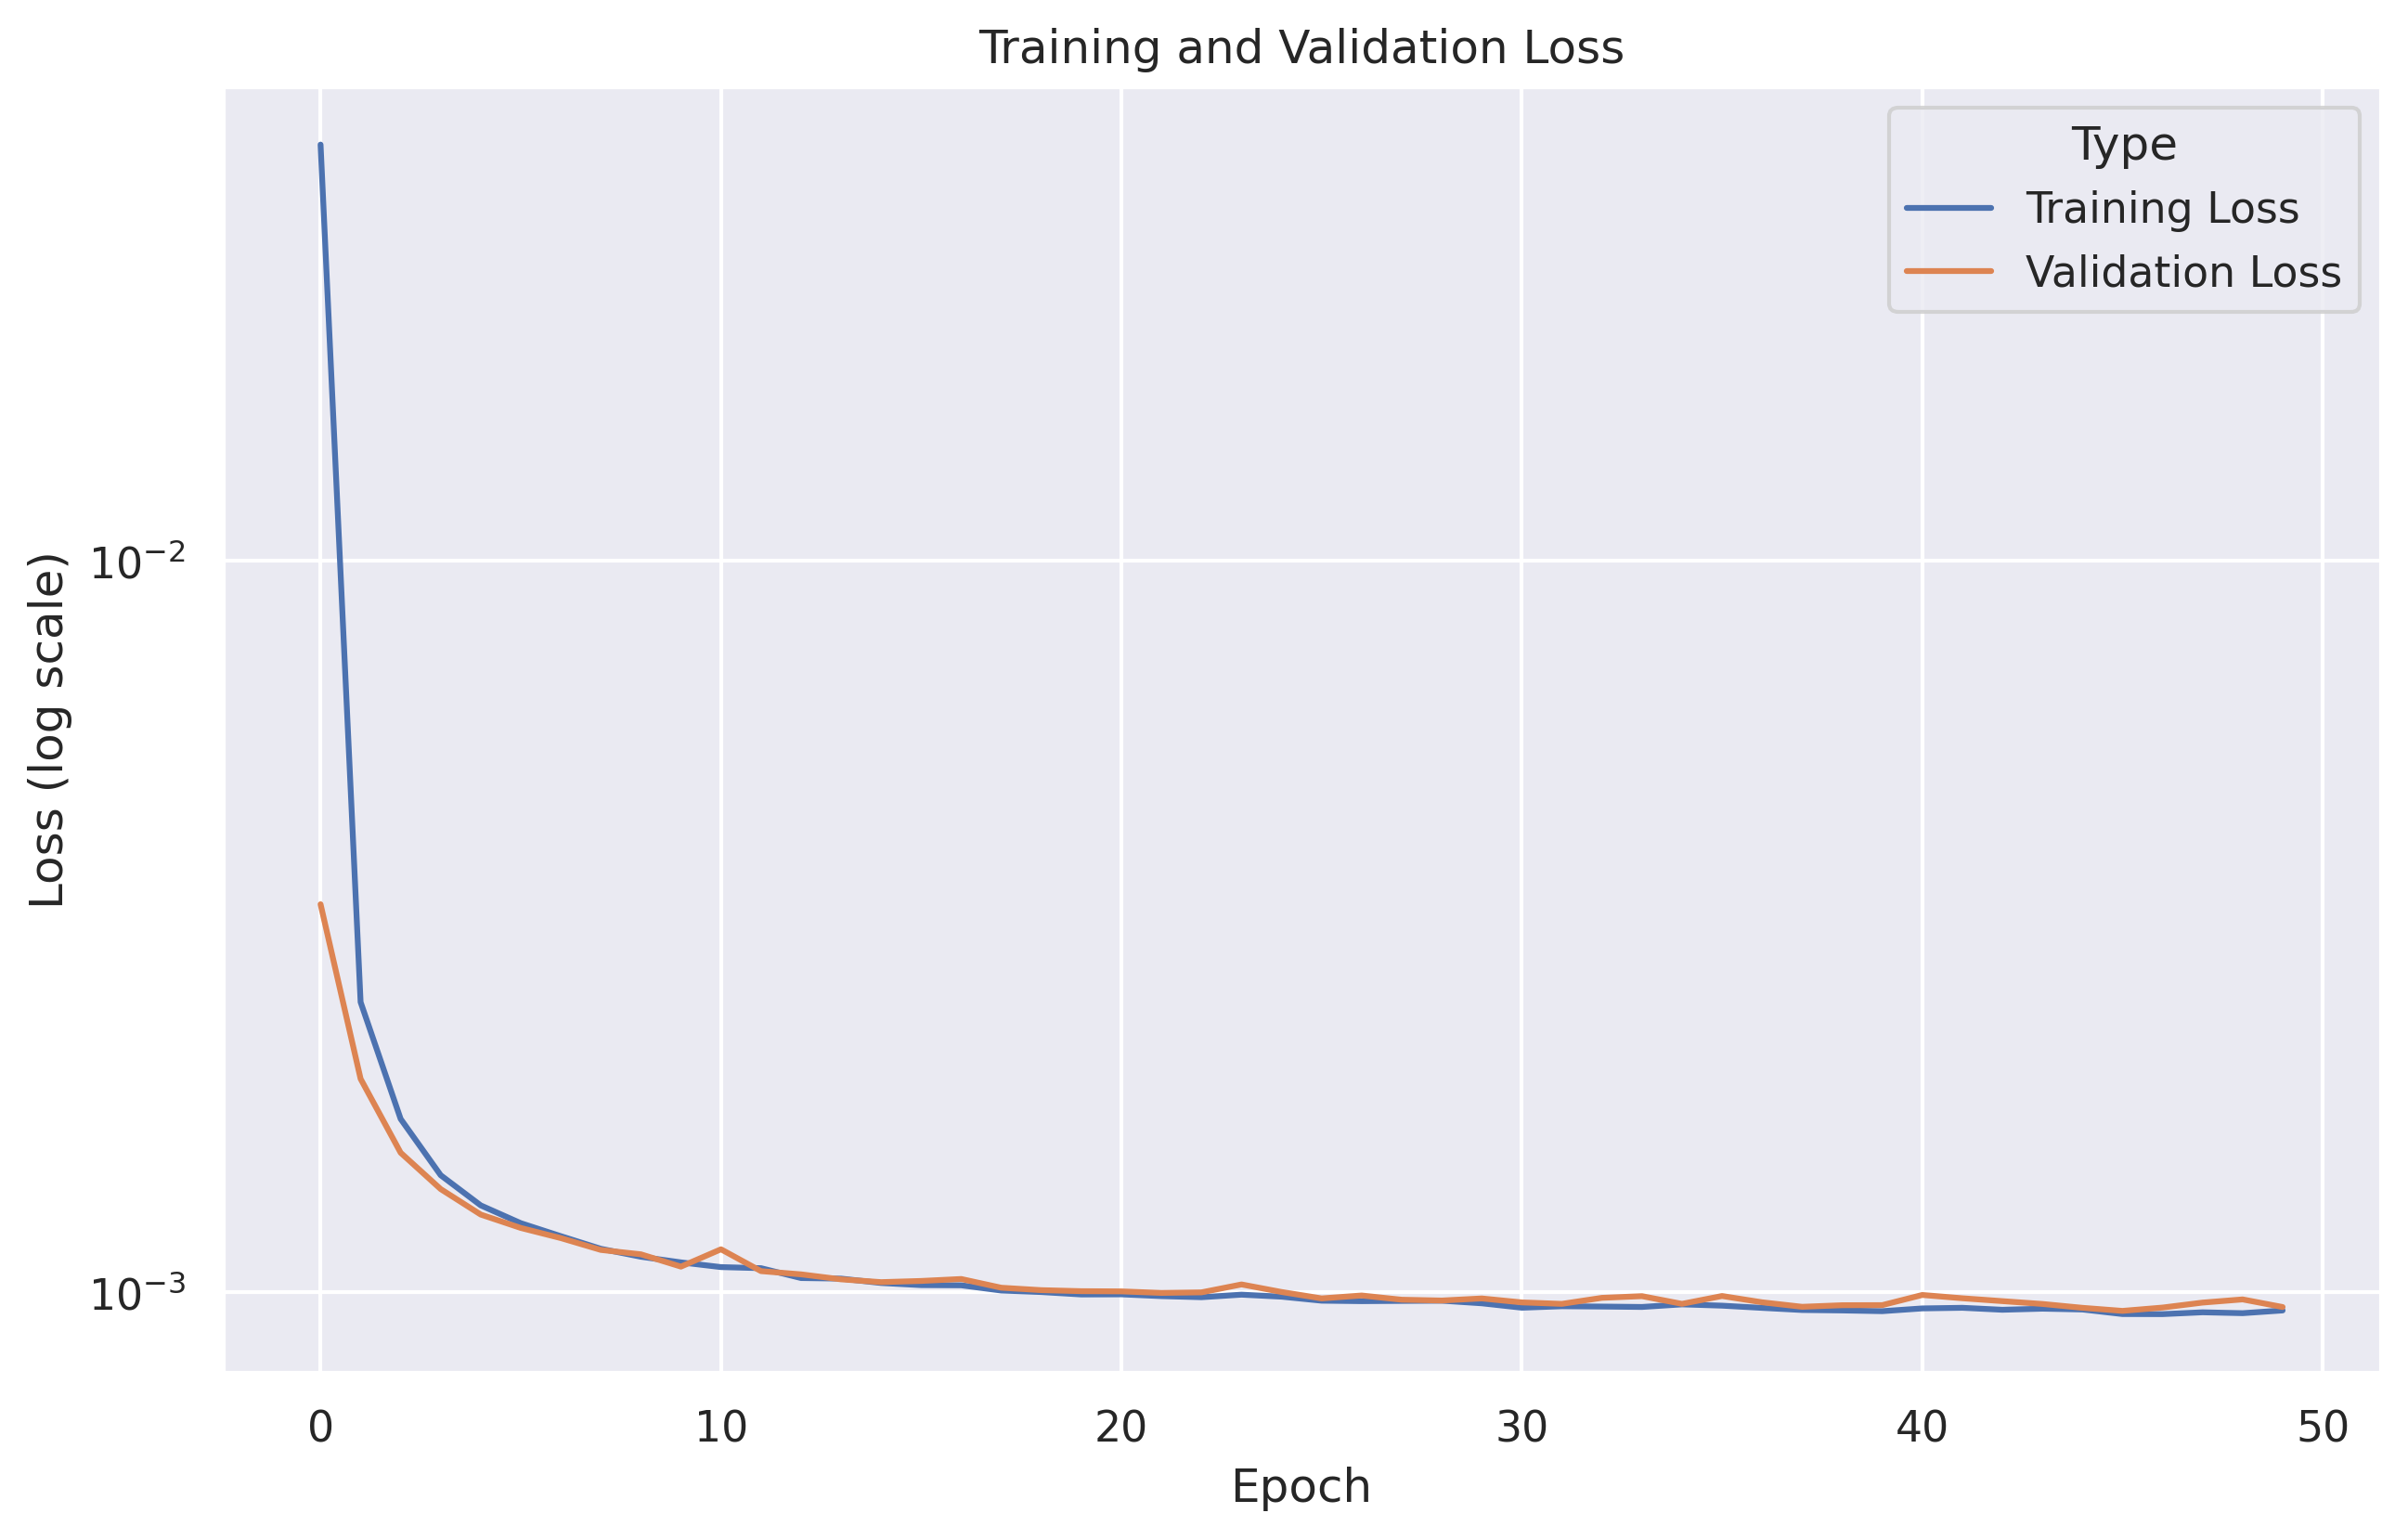 Training and Validation Loss
Type
Training Loss
Validation Loss
Loss (log scale)
10⁻²
10⁻³
0 10 20 30 40 50
Epoch